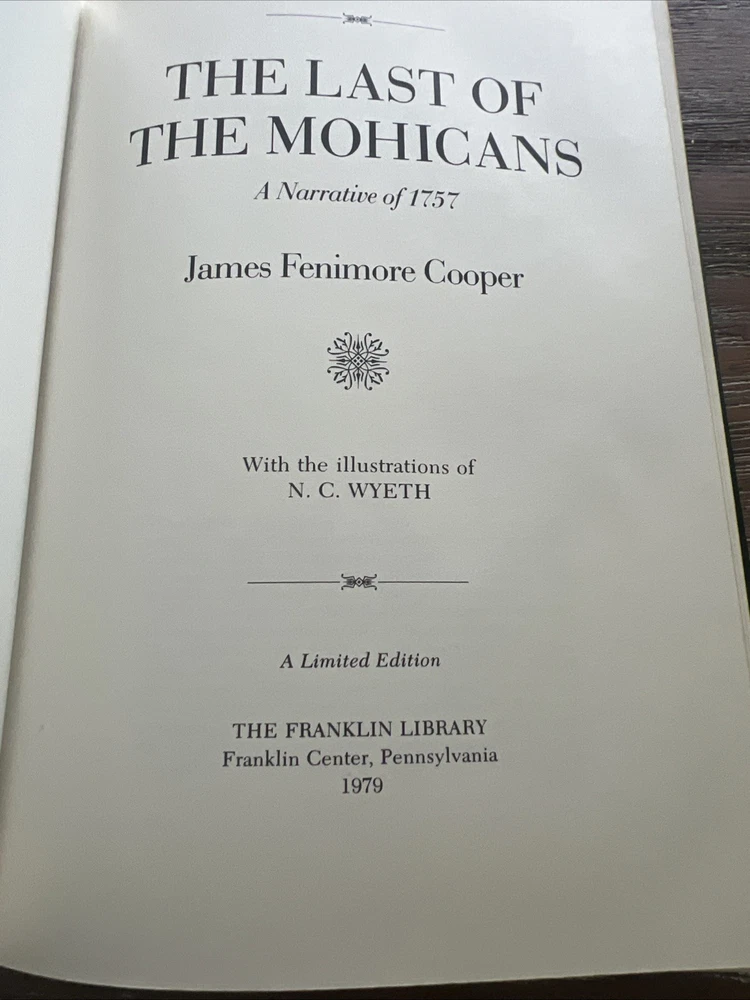 THE LAST OF
THE MOHICANS
A Narrative of 1757
James Fenimore Cooper
With the illustrations of
N. C. WYETH
A Limited Edition
THE FRANKLIN LIBRARY
Franklin Center, Pennsylvania
1979